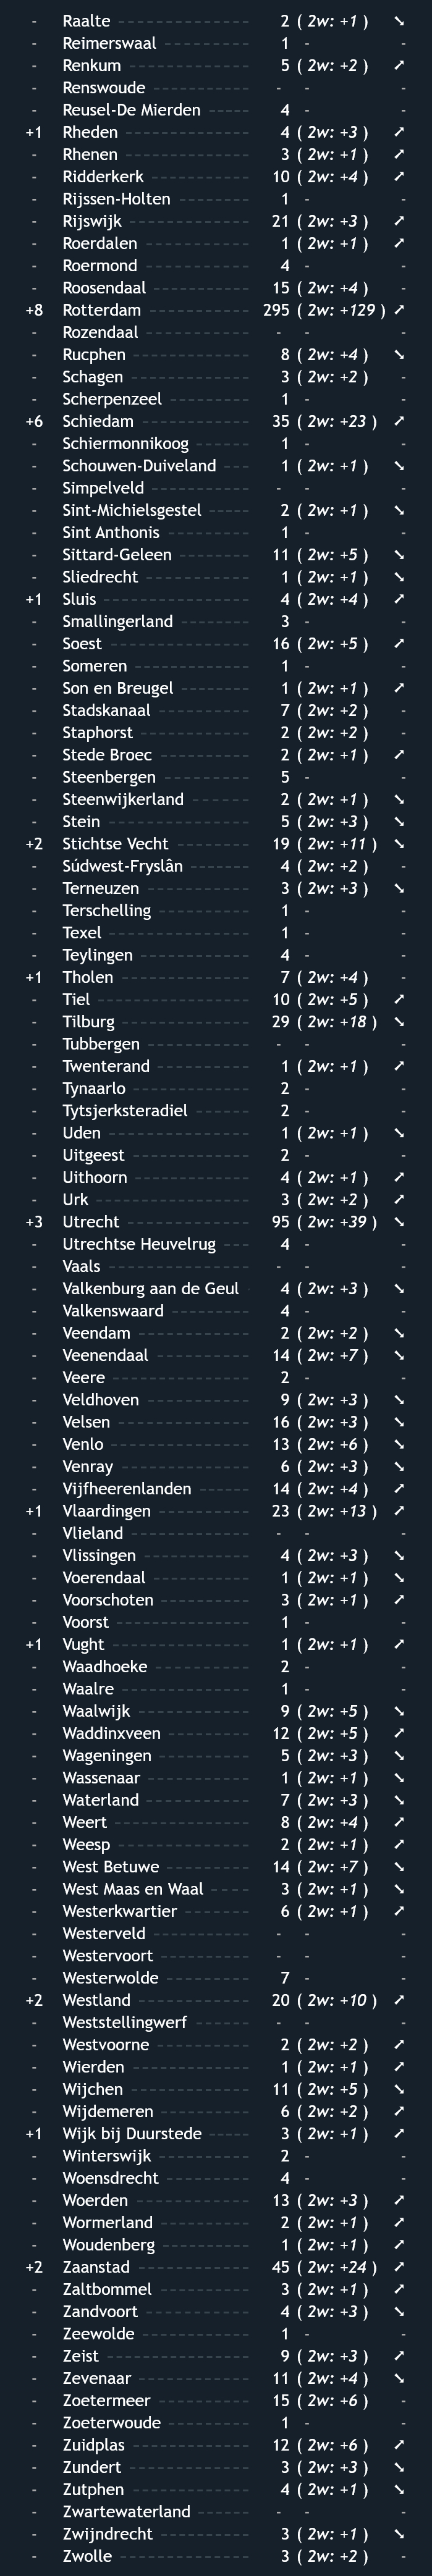 - Raalte 2 ( 2w: +1 ) ➘
- Reimerswaal 1 - -
- Renkum 5 ( 2w: +2 ) ➚
- Renswoude - - -
- Reusel-De Mierden 4 - -
+1 Rheden 4 ( 2w: +3 ) ➚
- Rhenen 3 ( 2w: +1 ) ➚
- Ridderkerk 10 ( 2w: +4 ) ➚
- Rijssen-Holten 1 - -
- Rijswijk 21 ( 2w: +3 ) ➚
- Roerdalen 1 ( 2w: +1 ) ➚
- Roermond 4 - -
- Roosendaal 15 ( 2w: +4 ) -
+8 Rotterdam 295 ( 2w: +129 ) ➚
- Rozendaal - - -
- Rucphen 8 ( 2w: +4 ) ➘
- Schagen 3 ( 2w: +2 ) -
- Scherpenzeel 1 - -
+6 Schiedam 35 ( 2w: +23 ) ➚
- Schiermonnikoog 1 - -
- Schouwen-Duiveland 1 ( 2w: +1 ) ➘
- Simpelveld - - -
- Sint-Michielsgestel 2 ( 2w: +1 ) ➘
- Sint Anthonis 1 - -
- Sittard-Geleen 11 ( 2w: +5 ) ➘
- Sliedrecht 1 ( 2w: +1 ) ➘
+1 Sluis 4 ( 2w: +4 ) ➚
- Smallingerland 3 - -
- Soest 16 ( 2w: +5 ) ➚
- Someren 1 - -
- Son en Breugel 1 ( 2w: +1 ) ➚
- Stadskanaal 7 ( 2w: +2 ) -
- Staphorst 2 ( 2w: +2 ) -
- Stede Broec 2 ( 2w: +1 ) ➚
- Steenbergen 5 - -
- Steenwijkerland 2 ( 2w: +1 ) ➘
- Stein 5 ( 2w: +3 ) ➘
+2 Stichtse Vecht 19 ( 2w: +11 ) ➘
- Súdwest-Fryslân 4 ( 2w: +2 ) -
- Terneuzen 3 ( 2w: +3 ) ➘
- Terschelling 1 - -
- Texel 1 - -
- Teylingen 4 - -
+1 Tholen 7 ( 2w: +4 ) -
- Tiel 10 ( 2w: +5 ) ➚
- Tilburg 29 ( 2w: +18 ) ➘
- Tubbergen - - -
- Twenterand 1 ( 2w: +1 ) ➚
- Tynaarlo 2 - -
- Tytsjerksteradiel 2 - -
- Uden 1 ( 2w: +1 ) ➘
- Uitgeest 2 - -
- Uithoorn 4 ( 2w: +1 ) ➚
- Urk 3 ( 2w: +2 ) ➚
+3 Utrecht 95 ( 2w: +39 ) ➘
- Utrechtse Heuvelrug 4 - -
- Vaals - - -
- Valkenburg aan de Geul 4 ( 2w: +3 ) ➘
- Valkenswaard 4 - -
- Veendam 2 ( 2w: +2 ) ➘
- Veenendaal 14 ( 2w: +7 ) ➘
- Veere 2 - -
- Veldhoven 9 ( 2w: +3 ) ➘
- Velsen 16 ( 2w: +3 ) ➘
- Venlo 13 ( 2w: +6 ) ➘
- Venray 6 ( 2w: +3 ) ➘
- Vijfheerenlanden 14 ( 2w: +4 ) ➚
+1 Vlaardingen 23 ( 2w: +13 ) ➚
- Vlieland - - -
- Vlissingen 4 ( 2w: +3 ) ➘
- Voerendaal 1 ( 2w: +1 ) ➘
- Voorschoten 3 ( 2w: +1 ) ➚
- Voorst 1 - -
+1 Vught 1 ( 2w: +1 ) ➚
- Waadhoeke 2 - -
- Waalre 1 - -
- Waalwijk 9 ( 2w: +5 ) ➘
- Waddinxveen 12 ( 2w: +5 ) ➚
- Wageningen 5 ( 2w: +3 ) ➘
- Wassenaar 1 ( 2w: +1 ) ➘
- Waterland 7 ( 2w: +3 ) ➘
- Weert 8 ( 2w: +4 ) ➚
- Weesp 2 ( 2w: +1 ) ➚
- West Betuwe 14 ( 2w: +7 ) ➘
- West Maas en Waal 3 ( 2w: +1 ) ➘
- Westerkwartier 6 ( 2w: +1 ) ➚
- Westerveld - - -
- Westervoort - - -
- Westerwolde 7 - -
+2 Westland 20 ( 2w: +10 ) ➚
- Weststellingwerf - - -
- Westvoorne 2 ( 2w: +2 ) ➚
- Wierden 1 ( 2w: +1 ) ➚
- Wijchen 11 ( 2w: +5 ) ➘
- Wijdemeren 6 ( 2w: +2 ) ➚
+1 Wijk bij Duurstede 3 ( 2w: +1 ) ➚
- Winterswijk 2 - -
- Woensdrecht 4 - -
- Woerden 13 ( 2w: +3 ) ➚
- Wormerland 2 ( 2w: +1 ) ➚
- Woudenberg 1 ( 2w: +1 ) ➚
+2 Zaanstad 45 ( 2w: +24 ) ➚
- Zaltbommel 3 ( 2w: +1 ) ➚
- Zandvoort 4 ( 2w: +3 ) ➘
- Zeewolde 1 - -
- Zeist 9 ( 2w: +3 ) ➚
- Zevenaar 11 ( 2w: +4 ) ➘
- Zoetermeer 15 ( 2w: +6 ) -
- Zoeterwoude 1 - -
- Zuidplas 12 ( 2w: +6 ) ➚
- Zundert 3 ( 2w: +3 ) ➘
- Zutphen 4 ( 2w: +1 ) ➘
- Zwartewaterland - - -
- Zwijndrecht 3 ( 2w: +1 ) ➘
- Zwolle 3 ( 2w: +2 ) -